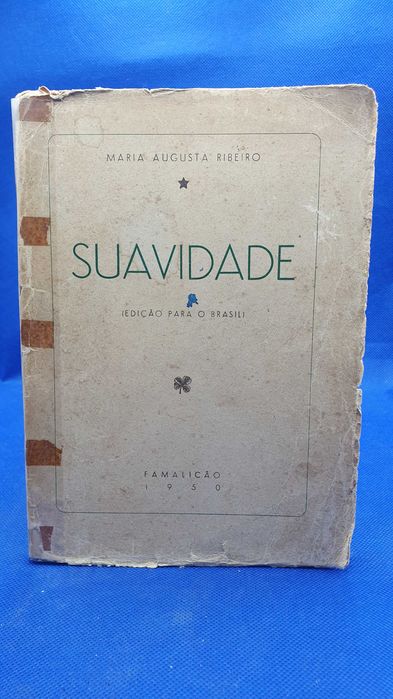 MARIA AUGUSTA RIBEIRO
SUAVIDADE
(EDIÇÃO PARA O BRASIL)
FAMALICÃO
1950